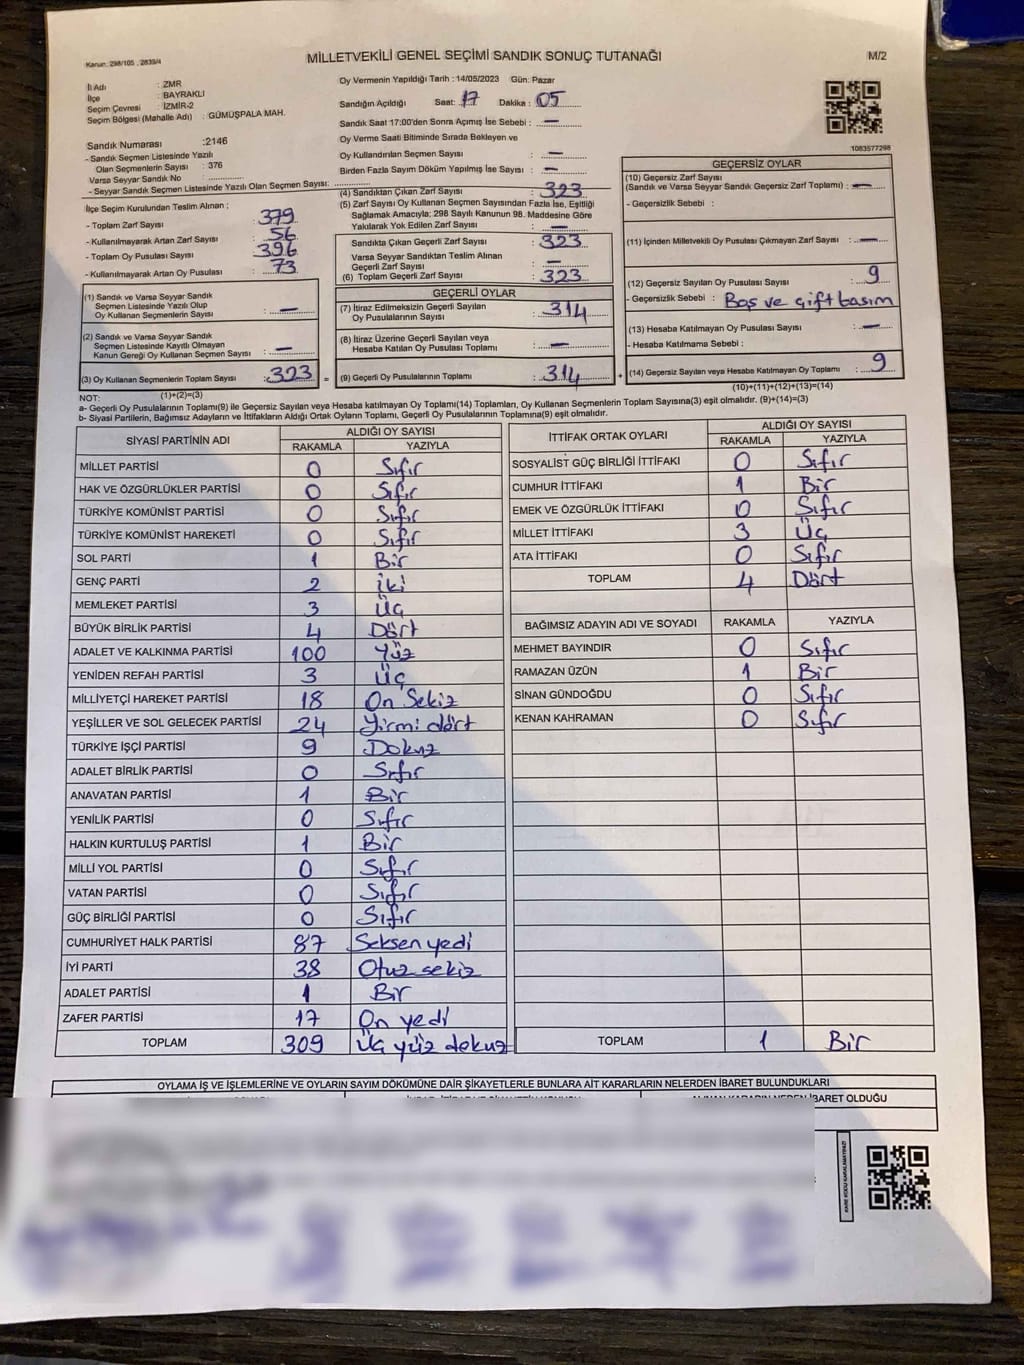 Kanun: 298/105 , 2839/4
MİLLETVEKİLİ GENEL SEÇİMİ SANDIK SONUÇ TUTANAĞI
M/2
İl Adı : ZMR
İlçe : BAYRAKLI
Seçim Çevresi : İZMİR-2
Seçim Bölgesi (Mahalle Adı) : GÜMÜŞPALA MAH.
Sandık Numarası :2146
- Sandık Seçmen Listesinde Yazılı
Olan Seçmenlerin Sayısı : 376
Varsa Seyyar Sandık No :
- Seyyar Sandık Seçmen Listesinde Yazılı Olan Seçmen Sayısı:
Oy Vermenin Yapıldığı Tarih : 14/05/2023 Gün: Pazar
Sandığın Açıldığı Saat: 17 Dakika : 05
Sandık Saat 17:00'den Sonra Açımış İse Sebebi : —
Oy Verme Saati Bitiminde Sırada Bekleyen ve
Oy Kullandırılan Seçmen Sayısı : —
Birden Fazla Sayım Döküm Yapılmış İse Sayısı : —
1083577298
İlçe Seçim Kurulundan Teslim Alınan ;
- Toplam Zarf Sayısı : 379
- Kullanılmayarak Artan Zarf Sayısı : 56
- Toplam Oy Pusulası Sayısı : 396
- Kullanılmayarak Artan Oy Pusulası : 73
(1) Sandık ve Varsa Seyyar Sandık
Seçmen Listesinde Yazılı Olup
Oy Kullanan Seçmenlerin Sayısı : —
(2) Sandık ve Varsa Seyyar Sandık
Seçmen Listesinde Kayıtlı Olmayan
Kanun Gereği Oy Kullanan Seçmen Sayısı : —
(3) Oy Kullanan Seçmenlerin Toplam Sayısı : 323 =
(1)+(2)=(3)
(4) Sandıktan Çıkan Zarf Sayısı : 323
(5) Zarf Sayısı Oy Kullanan Seçmen Sayısından Fazla İse, Eşitliği
Sağlamak Amacıyla; 298 Sayılı Kanunun 98. Maddesine Göre
Yakılarak Yok Edilen Zarf Sayısı : —
Sandıkta Çıkan Geçerli Zarf Sayısı : 323
Varsa Seyyar Sandıktan Teslim Alınan
Geçerli Zarf Sayısı : —
(6) Toplam Geçerli Zarf Sayısı : 323
GEÇERLİ OYLAR
(7) İtiraz Edilmeksizin Geçerli Sayılan
Oy Pusulalarının Sayısı : 314
(8) İtiraz Üzerine Geçerli Sayılan veya
Hesaba Katılan Oy Pusulası Toplamı : —
(9) Geçerli Oy Pusulalarının Toplamı : 314 +
GEÇERSİZ OYLAR
(10) Geçersiz Zarf Sayısı
(Sandık ve Varsa Seyyar Sandık Geçersiz Zarf Toplamı) : —
- Geçersizlik Sebebi :
(11) İçinden Milletvekili Oy Pusulası Çıkmayan Zarf Sayısı : —
(12) Geçersiz Sayılan Oy Pusulası Sayısı : 9
- Geçersizlik Sebebi : Boş ve çift basım
(13) Hesaba Katılmayan Oy Pusulası Sayısı : —
- Hesaba Katılmama Sebebi :
(14) Geçersiz Sayılan veya Hesaba Katılmayan Oy Toplamı : 9
(10)+(11)+(12)+(13)=(14)
NOT:
a- Geçerli Oy Pusulalarının Toplamı(9) ile Geçersiz Sayılan veya Hesaba katılmayan Oy Toplamı(14) Toplamları, Oy Kullanan Seçmenlerin Toplam Sayısına(3) eşit olmalıdır. (9)+(14)=(3)
b- Siyasi Partilerin, Bağımsız Adayların ve İttifakların Aldığı Ortak Oyların Toplamı, Geçerli Oy Pusulalarının Toplamına(9) eşit olmalıdır.
SİYASİ PARTİNİN ADI ALDIĞI OY SAYISI
RAKAMLA YAZIYLA
MİLLET PARTİSİ 0 Sıfır
HAK VE ÖZGÜRLÜKLER PARTİSİ 0 Sıfır
TÜRKİYE KOMÜNİST PARTİSİ 0 Sıfır
TÜRKİYE KOMÜNİST HAREKETİ 0 Sıfır
SOL PARTİ 1 Bir
GENÇ PARTİ 2 iki
MEMLEKET PARTİSİ 3 Üç
BÜYÜK BİRLİK PARTİSİ 4 Dört
ADALET VE KALKINMA PARTİSİ 100 Yüz
YENİDEN REFAH PARTİSİ 3 Üç
MİLLİYETÇİ HAREKET PARTİSİ 18 On Sekiz
YEŞİLLER VE SOL GELECEK PARTİSİ 24 Yirmi dört
TÜRKİYE İŞÇİ PARTİSİ 9 Dokuz
ADALET BİRLİK PARTİSİ 0 Sıfır
ANAVATAN PARTİSİ 1 Bir
YENİLİK PARTİSİ 0 Sıfır
HALKIN KURTULUŞ PARTİSİ 1 Bir
MİLLİ YOL PARTİSİ 0 Sıfır
VATAN PARTİSİ 0 Sıfır
GÜÇ BİRLİĞİ PARTİSİ 0 Sıfır
CUMHURİYET HALK PARTİSİ 87 Seksen yedi
İYİ PARTİ 38 Otuz sekiz
ADALET PARTİSİ 1 Bir
ZAFER PARTİSİ 17 On yedi
TOPLAM 309 Üç yüz dokuz
İTTİFAK ORTAK OYLARI ALDIĞI OY SAYISI
RAKAMLA YAZIYLA
SOSYALİST GÜÇ BİRLİĞİ İTTİFAKI 0 Sıfır
CUMHUR İTTİFAKI 1 Bir
EMEK VE ÖZGÜRLÜK İTTİFAKI 0 Sıfır
MİLLET İTTİFAKI 3 Üç
ATA İTTİFAKI 0 Sıfır
TOPLAM 4 Dört
BAĞIMSIZ ADAYIN ADI VE SOYADI RAKAMLA YAZIYLA
MEHMET BAYINDIR 0 Sıfır
RAMAZAN ÜZÜN 1 Bir
SİNAN GÜNDOĞDU 0 Sıfır
KENAN KAHRAMAN 0 Sıfır
TOPLAM 1 Bir
OYLAMA İŞ VE İŞLEMLERİNE VE OYLARIN SAYIM DÖKÜMÜNE DAİR ŞİKAYETLERLE BUNLARA AİT KARARLARIN NELERDEN İBARET BULUNDUKLARI
İBARET OLDUĞU